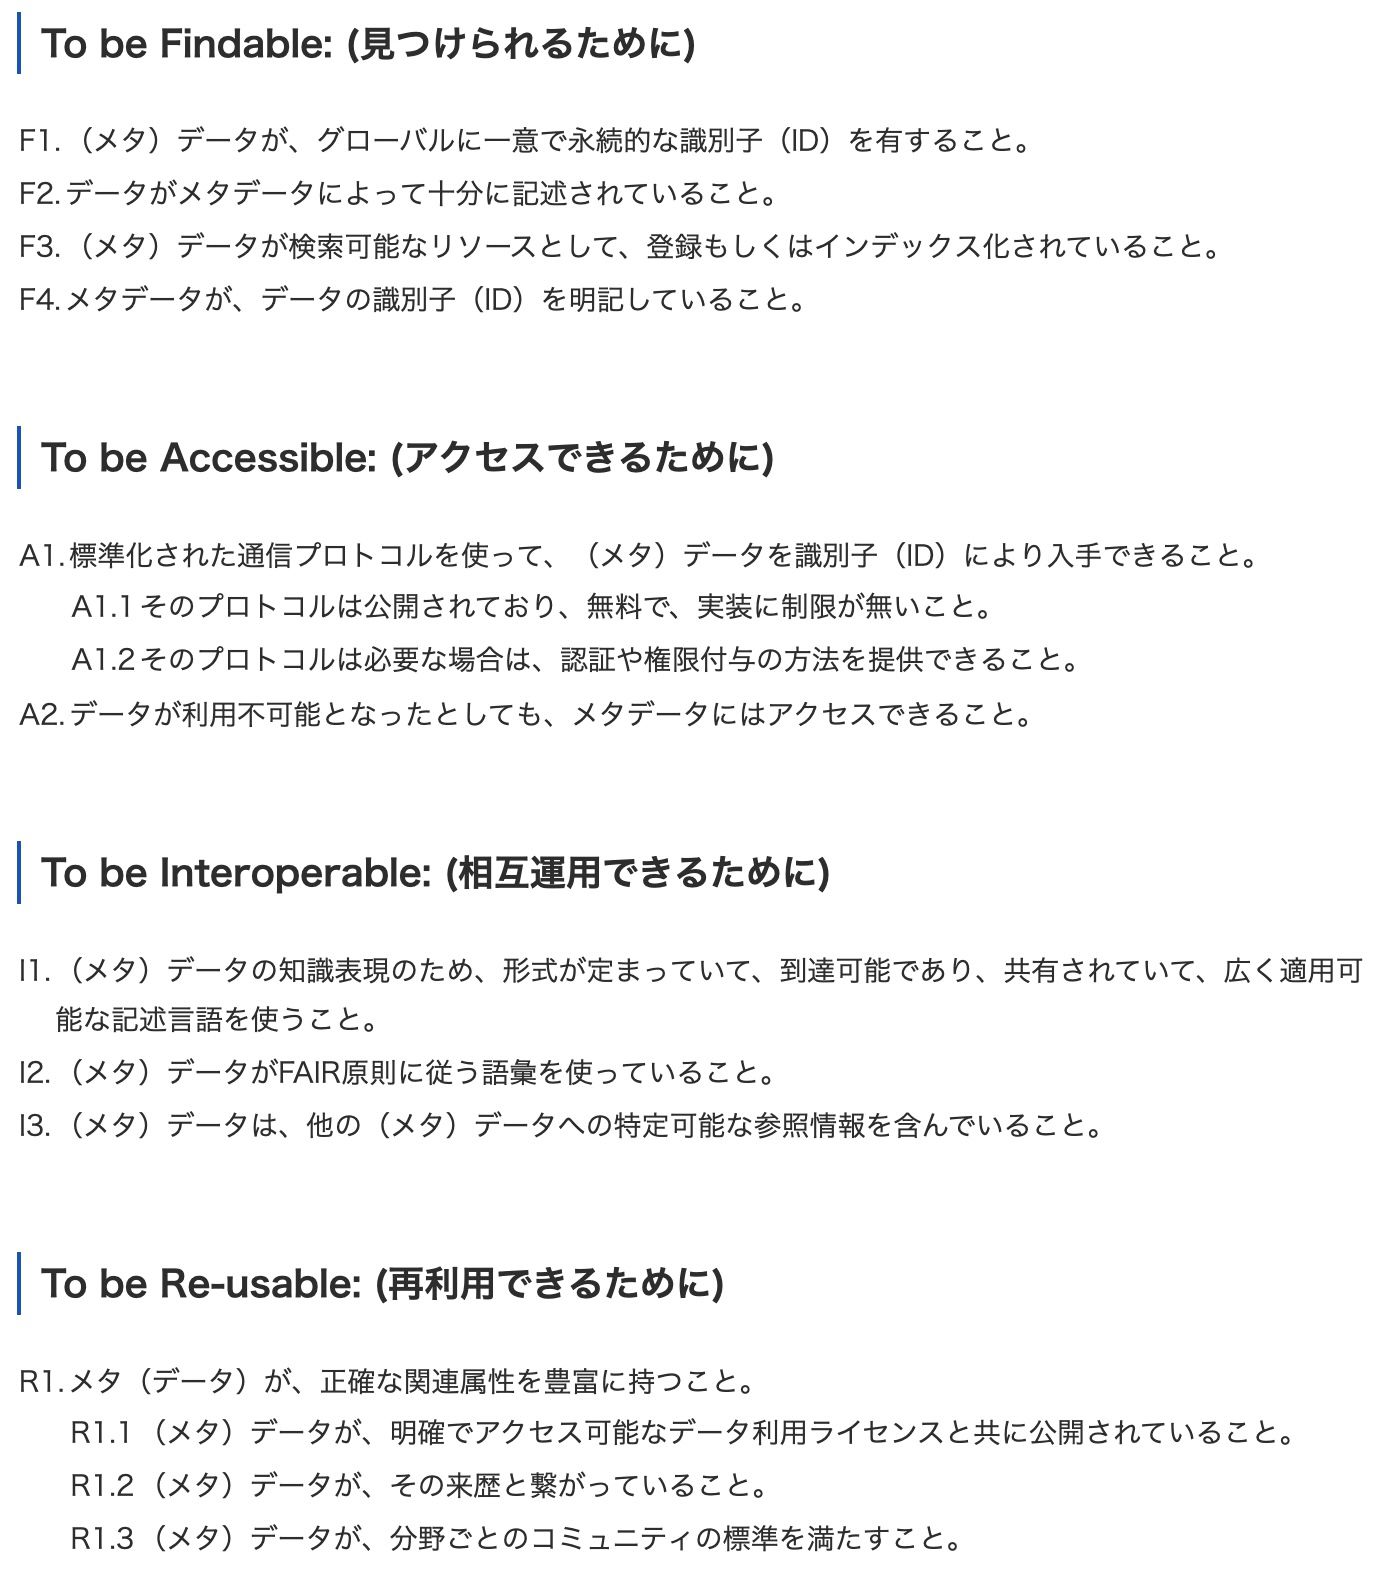 To be Findable: (見つけられるために)
F1. （メタ）データが、グローバルに一意で永続的な識別子（ID）を有すること。
F2. データがメタデータによって十分に記述されていること。
F3. （メタ）データが検索可能なリソースとして、登録もしくはインデックス化されていること。
F4. メタデータが、データの識別子（ID）を明記していること。
To be Accessible: (アクセスできるために)
A1. 標準化された通信プロトコルを使って、（メタ）データを識別子（ID）により入手できること。
A1.1 そのプロトコルは公開されており、無料で、実装に制限が無いこと。
A1.2 そのプロトコルは必要な場合は、認証や権限付与の方法を提供できること。
A2. データが利用不可能となったとしても、メタデータにはアクセスできること。
To be Interoperable: (相互運用できるために)
I1. （メタ）データの知識表現のため、形式が定まっていて、到達可能であり、共有されていて、広く適用可
能な記述言語を使うこと。
I2. （メタ）データがFAIR原則に従う語彙を使っていること。
I3. （メタ）データは、他の（メタ）データへの特定可能な参照情報を含んでいること。
To be Re-usable: (再利用できるために)
R1. メタ（データ）が、正確な関連属性を豊富に持つこと。
R1.1 （メタ）データが、明確でアクセス可能なデータ利用ライセンスと共に公開されていること。
R1.2 （メタ）データが、その来歴と繋がっていること。
R1.3 （メタ）データが、分野ごとのコミュニティの標準を満たすこと。